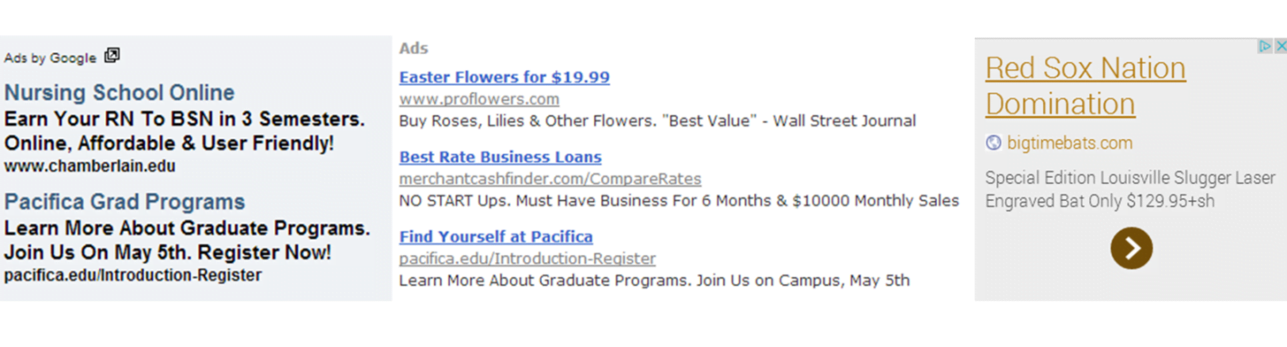 Ads by Google
Nursing School Online
Earn Your RN To BSN in 3 Semesters.
Online, Affordable & User Friendly!
www.chamberlain.edu
Pacifica Grad Programs
Learn More About Graduate Programs.
Join Us On May 5th. Register Now!
pacifica.edu/Introduction-Register
Ads
Easter Flowers for $19.99
www.proflowers.com
Buy Roses, Lilies & Other Flowers. "Best Value" - Wall Street Journal
Best Rate Business Loans
merchantcashfinder.com/CompareRates
NO START Ups. Must Have Business For 6 Months & $10000 Monthly Sales
Find Yourself at Pacifica
pacifica.edu/Introduction-Register
Learn More About Graduate Programs. Join Us on Campus, May 5th
Red Sox Nation
Domination
bigtimebats.com
Special Edition Louisville Slugger Laser
Engraved Bat Only $129.95+sh